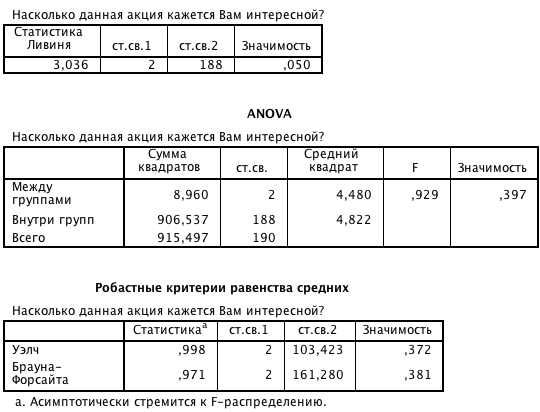 Насколько данная акция кажется Вам интересной?
Статистика Ливиня ст.св.1 ст.св.2 Значимость
3,036 2 188 ,050
ANOVA
Насколько данная акция кажется Вам интересной?
Сумма квадратов ст.св. Средний квадрат F Значимость
Между группами 8,960 2 4,480 ,929 ,397
Внутри групп 906,537 188 4,822
Всего 915,497 190
Робастные критерии равенства средних
Насколько данная акция кажется Вам интересной?
Статистикаa ст.св.1 ст.св.2 Значимость
Уэлч ,998 2 103,423 ,372
Брауна-Форсайта ,971 2 161,280 ,381
a. Асимптотически стремится к F-распределению.